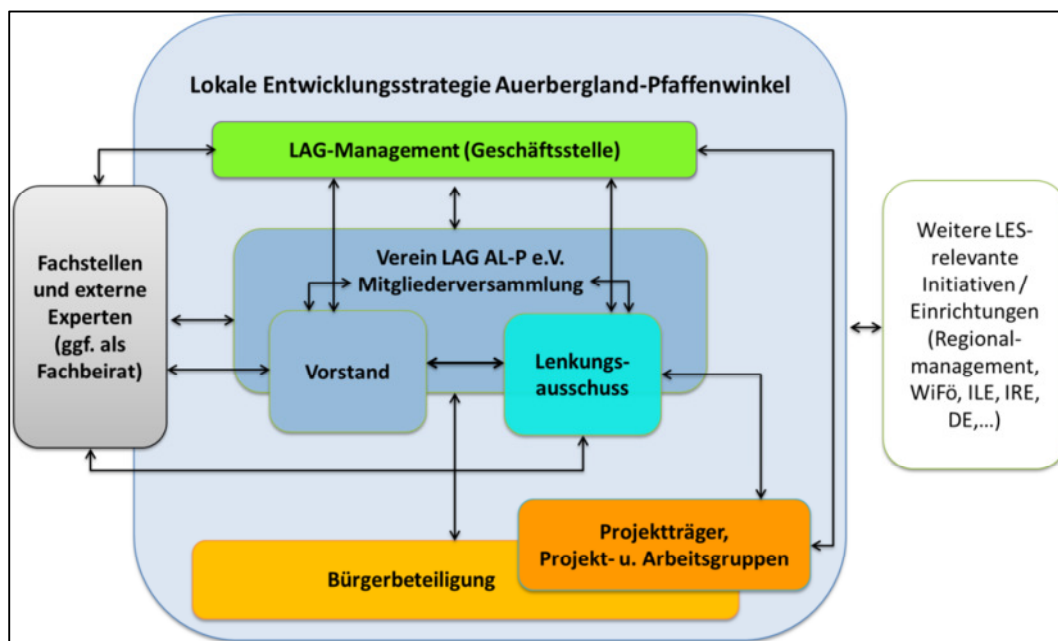 Lokale Entwicklungsstrategie Auerbergland-Pfaffenwinkel
LAG-Management (Geschäftsstelle)
Fachstellen
und externe
Experten
(ggf. als
Fachbeirat)
Verein LAG AL-P e.V.
Mitgliederversammlung
Vorstand
Lenkungs-
ausschuss
Weitere LES-
relevante
Initiativen /
Einrichtungen
(Regional-
management,
WiFö, ILE, IRE,
DE,...)
Projektträger,
Projekt- u. Arbeitsgruppen
Bürgerbeteiligung